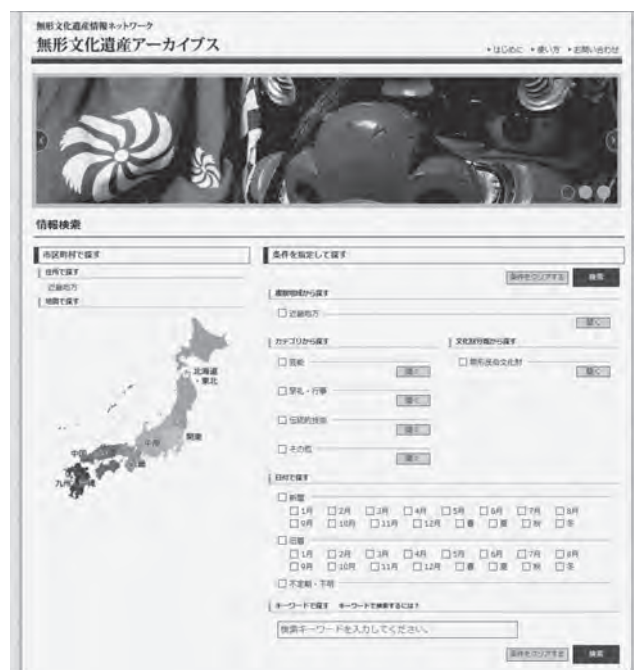 無形文化遺産情報ネットワーク
無形文化遺産アーカイブス
はじめに 使い方 お問い合わせ
情報検索
市区町村で探す
住所で探す
近畿地方
地図で探す
北海道
・東北
関東
中部
中国
九州
条件を指定して探す
条件をクリアする 検索
複数地域から探す
近畿地方
開く
カテゴリから探す
芸能
開く
祭礼・行事
開く
伝統的技術
開く
その他
開く
文化財分類から探す
無形民俗文化財
開く
日付で探す
新暦
1月 2月 3月 4月 5月 6月 7月 8月
9月 10月 11月 12月 春 夏 秋 冬
旧暦
1月 2月 3月 4月 5月 6月 7月 8月
9月 10月 11月 12月 春 夏 秋 冬
不定期・不明
キーワードで探す キーワードで検索するには？
検索キーワードを入力してください。
条件をクリアする 検索